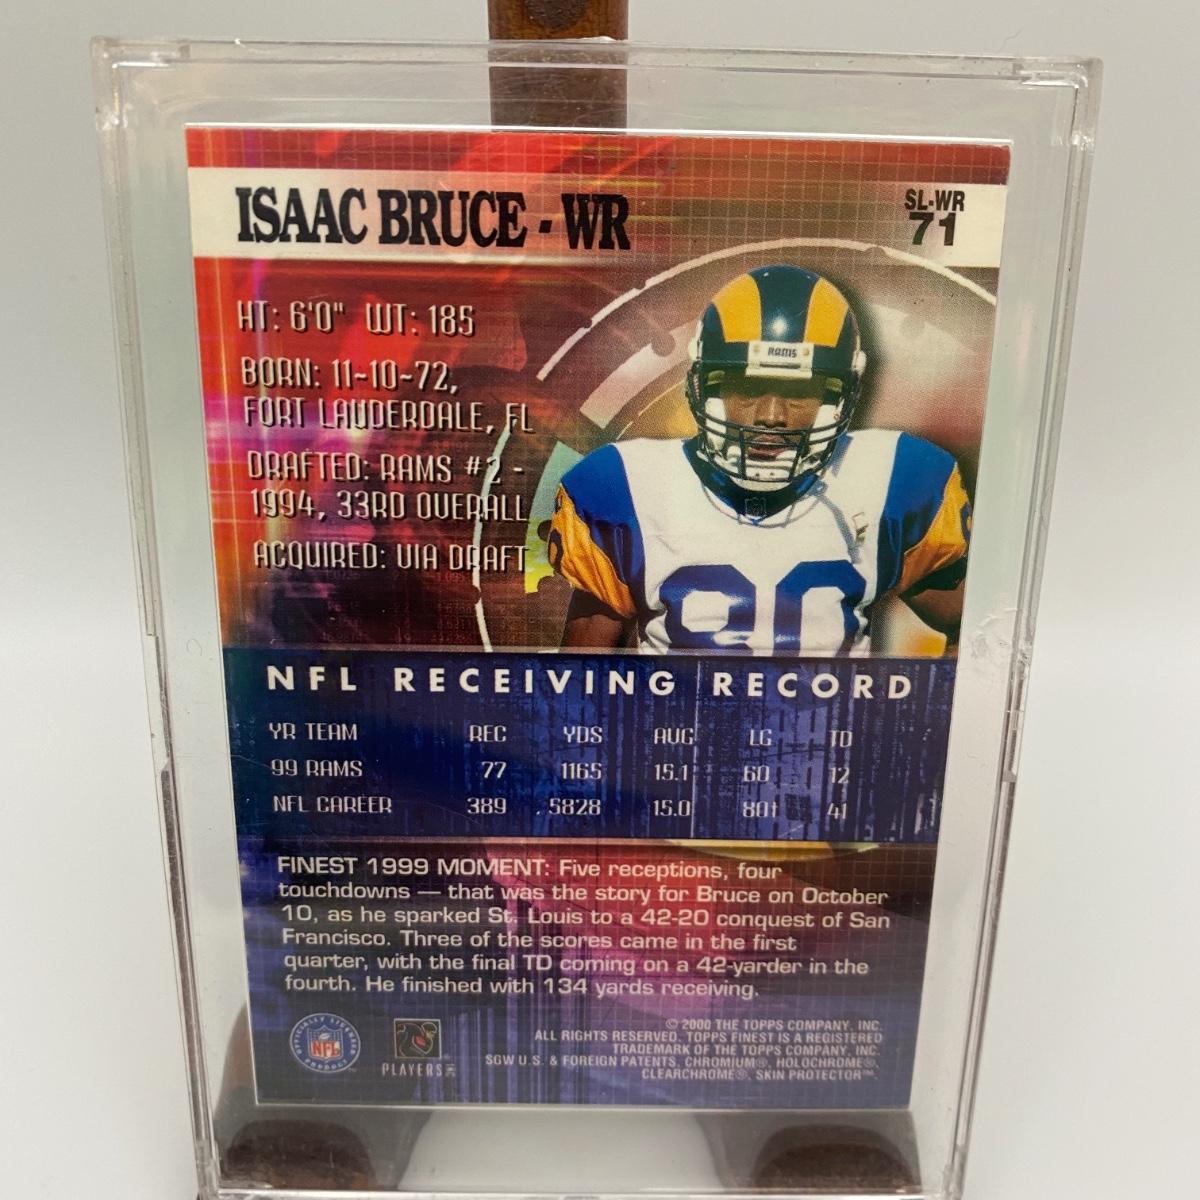 ISAAC BRUCE - WR
SL-WR
71
HT: 6'0" WT: 185
BORN: 11-10-72,
FORT LAUDERDALE, FL
DRAFTED: RAMS #2 -
1994, 33RD OVERALL
ACQUIRED: VIA DRAFT
RAMS
80
NFL RECEIVING RECORD
YR TEAM REC YDS AVG LG TD
99 RAMS 77 1165 15.1 60 12
NFL CAREER 389 5828 15.0 80† 41
FINEST 1999 MOMENT: Five receptions, four
touchdowns — that was the story for Bruce on October
10, as he sparked St. Louis to a 42-20 conquest of San
Francisco. Three of the scores came in the first
quarter, with the final TD coming on a 42-yarder in the
fourth. He finished with 134 yards receiving.
OFFICIALLY LICENSED
NFL
PRODUCT
PLAYERS INC
© 2000 THE TOPPS COMPANY, INC.
ALL RIGHTS RESERVED. TOPPS FINEST IS A REGISTERED
TRADEMARK OF THE TOPPS COMPANY, INC.
SGW U.S. & FOREIGN PATENTS, CHROMIUM®, HOLOCHROME®,
CLEARCHROME®, SKIN PROTECTOR™.